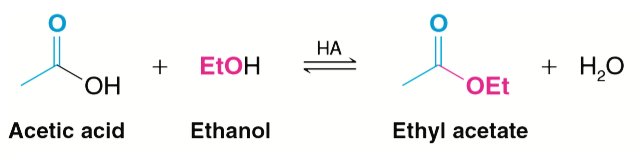 O O
HA
OH + EtOH OEt + H₂O
Acetic acid Ethanol Ethyl acetate